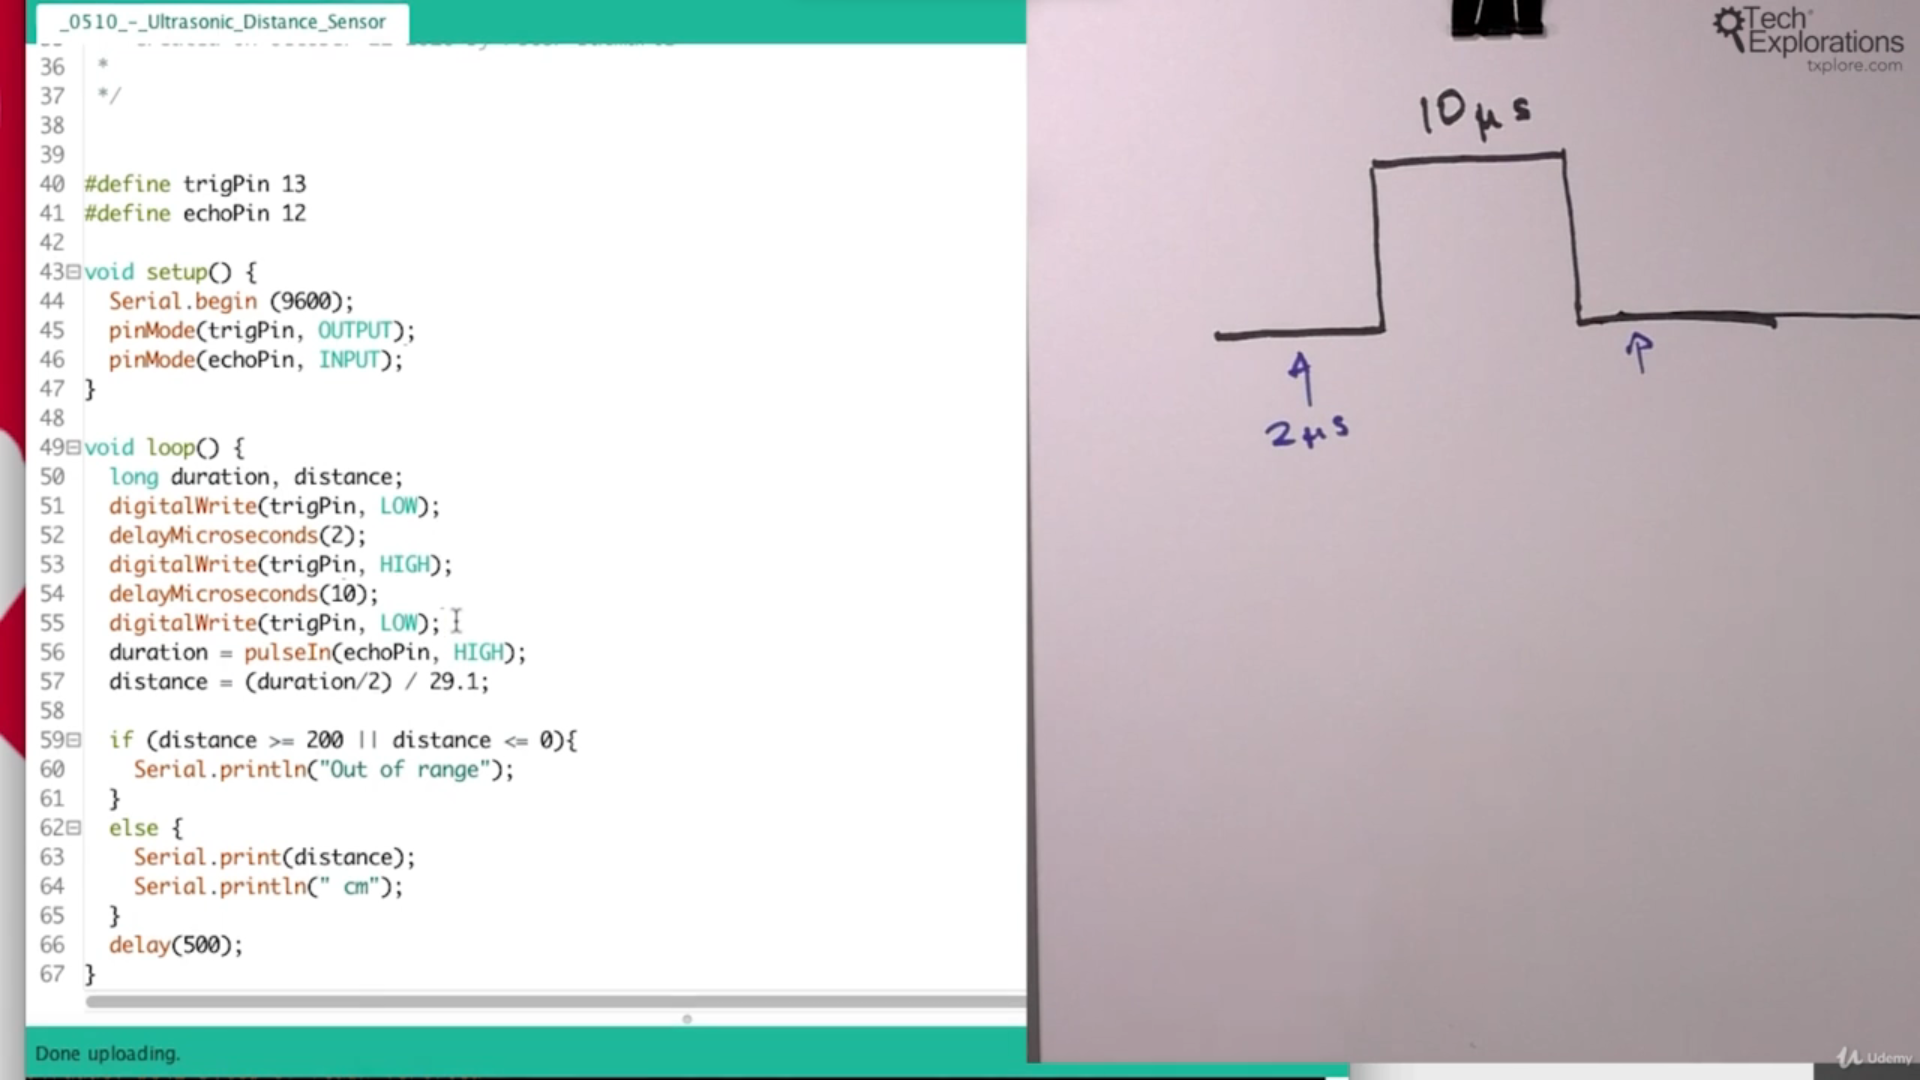 _0510_-_Ultrasonic_Distance_Sensor
36 *
37 */
38
39
40 #define trigPin 13
41 #define echoPin 12
42
43 void setup() {
44 Serial.begin (9600);
45 pinMode(trigPin, OUTPUT);
46 pinMode(echoPin, INPUT);
47 }
48
49 void loop() {
50 long duration, distance;
51 digitalWrite(trigPin, LOW);
52 delayMicroseconds(2);
53 digitalWrite(trigPin, HIGH);
54 delayMicroseconds(10);
55 digitalWrite(trigPin, LOW);
56 duration = pulseIn(echoPin, HIGH);
57 distance = (duration/2) / 29.1;
58
59 if (distance >= 200 || distance <= 0){
60 Serial.println("Out of range");
61 }
62 else {
63 Serial.print(distance);
64 Serial.println(" cm");
65 }
66 delay(500);
67 }
Done uploading.
Tech
Explorations
txplore.com
10 μs
2 μs
Udemy